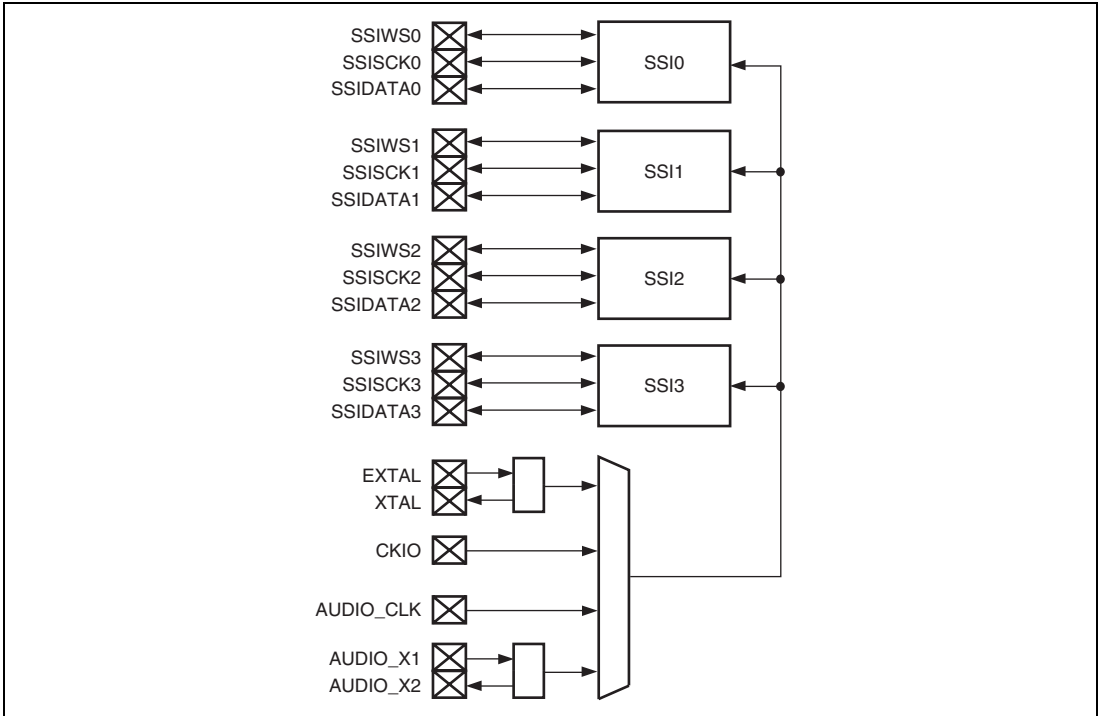 SSIWS0
SSISCK0
SSIDATA0
SSI0
SSIWS1
SSISCK1
SSIDATA1
SSI1
SSIWS2
SSISCK2
SSIDATA2
SSI2
SSIWS3
SSISCK3
SSIDATA3
SSI3
EXTAL
XTAL
CKIO
AUDIO_CLK
AUDIO_X1
AUDIO_X2